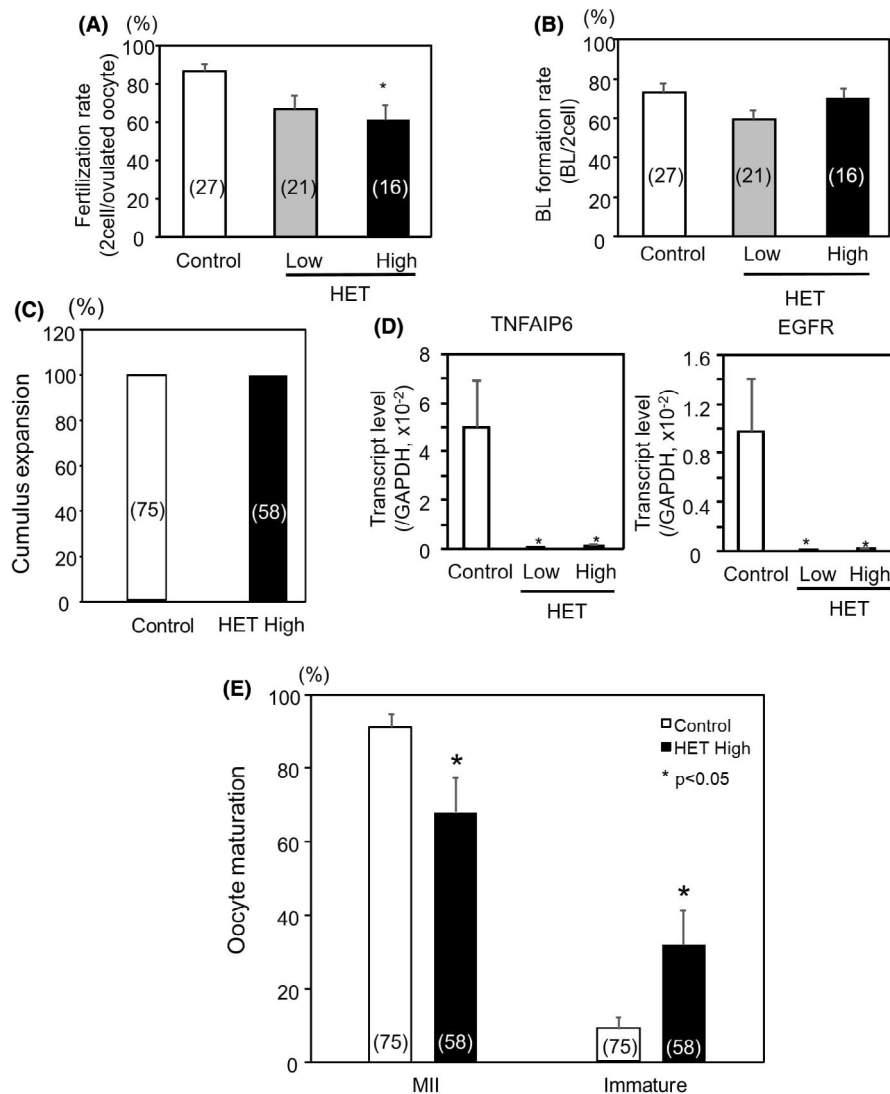 (A)
(%)
Fertilization rate
(2cell/ovulated oocyte)
100
80
60
40
20
0
*
(27)
(21)
(16)
Control
Low
High
HET
(B)
(%)
BL formation rate
(BL/2cell)
100
80
60
40
20
0
(27)
(21)
(16)
Control
Low
High
HET
(C)
(%)
Cumulus expansion
120
100
80
60
40
20
0
(75)
(58)
Control
HET High
(D)
TNFAIP6
Transcript level
(/GAPDH, x10-2)
8
6
4
2
0
*
*
Control
Low
High
HET
EGFR
Transcript level
(/GAPDH, x10-2)
1.6
1.2
0.8
0.4
0
*
*
Control
Low
High
HET
(E)
(%)
Oocyte maturation
100
80
60
40
20
0
Control
HET High
* p<0.05
*
*
(75)
(58)
(75)
(58)
MII
Immature